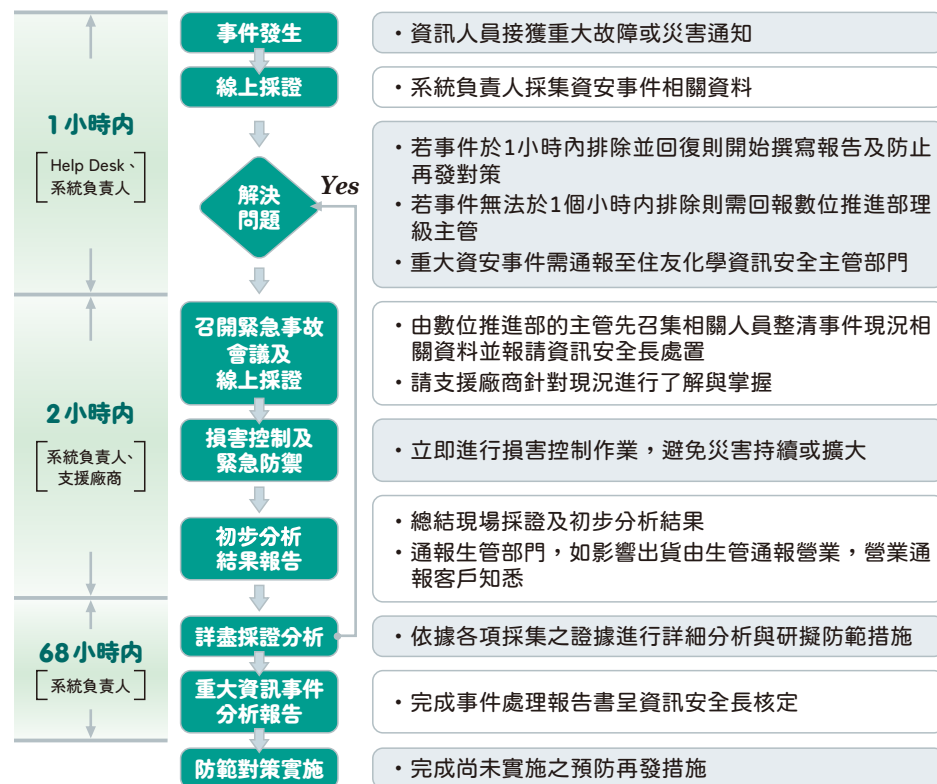 事件發生
・資訊人員接獲重大故障或災害通知
線上採證
・系統負責人採集資安事件相關資料
1小時內
Help Desk、
系統負責人
解決
問題
Yes
・若事件於1小時內排除並回復則開始撰寫報告及防止
再發對策
・若事件無法於1個小時內排除則需回報數位推進部理
級主管
・重大資安事件需通報至住友化學資訊安全主管部門
2小時內
系統負責人、
支援廠商
召開緊急事故
會議及
線上採證
・由數位推進部的主管先召集相關人員整清事件現況相
關資料並報請資訊安全長處置
・請支援廠商針對現況進行了解與掌握
損害控制及
緊急防禦
・立即進行損害控制作業，避免災害持續或擴大
初步分析
結果報告
・總結現場採證及初步分析結果
・通報生管部門，如影響出貨由生管通報營業，營業通
報客戶知悉
68小時內
系統負責人
詳盡採證分析
・依據各項採集之證據進行詳細分析與研擬防範措施
重大資訊事件
分析報告
・完成事件處理報告書呈資訊安全長核定
防範對策實施
・完成尚未實施之預防再發措施